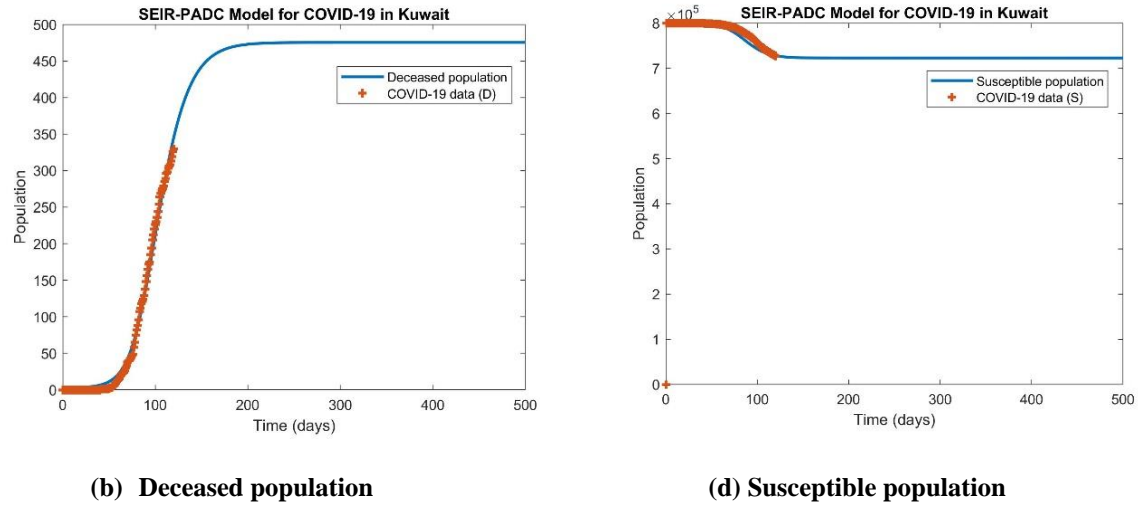 SEIR-PADC Model for COVID-19 in Kuwait
500
450
400
350
300
250
200
150
100
50
0
Population
Deceased population
COVID-19 data (D)
0 100 200 300 400 500
Time (days)
(b) Deceased population
SEIR-PADC Model for COVID-19 in Kuwait
× 10^5
8
7
6
5
4
3
2
1
0
Population
Susceptible population
COVID-19 data (S)
0 100 200 300 400 500
Time (days)
(d) Susceptible population